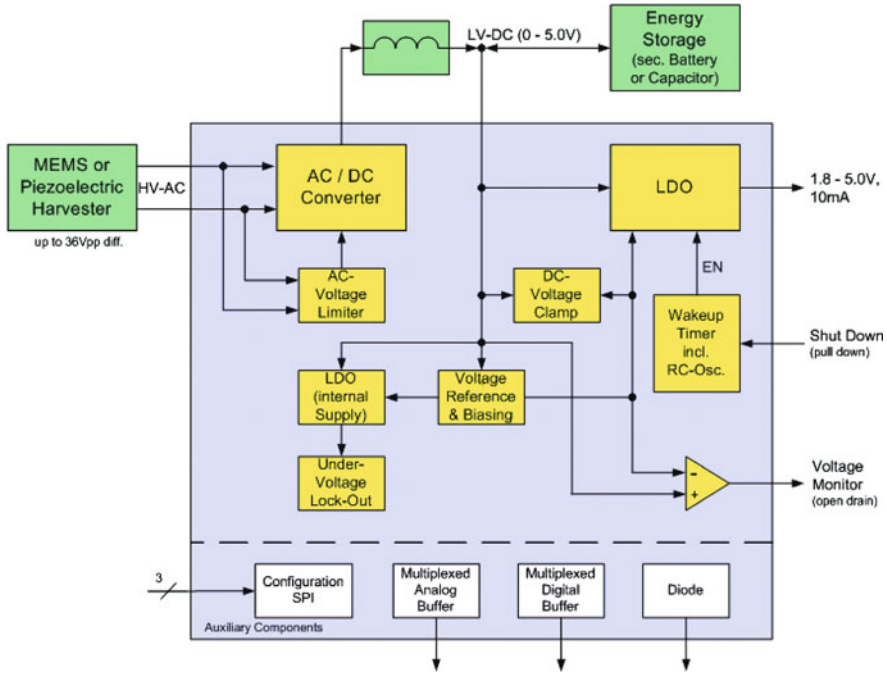 LV-DC (0 - 5.0V)
Energy
Storage
(sec. Battery
or Capacitor)
MEMS or
Piezoelectric
Harvester
HV-AC
up to 36Vpp diff.
AC / DC
Converter
LDO
1.8 - 5.0V,
10mA
EN
AC-
Voltage
Limiter
DC-
Voltage
Clamp
Wakeup
Timer
incl.
RC-Osc.
Shut Down
(pull down)
LDO
(internal
Supply)
Voltage
Reference
& Biasing
Under-
Voltage
Lock-Out
-
+
Voltage
Monitor
(open drain)
3
Configuration
SPI
Multiplexed
Analog
Buffer
Multiplexed
Digital
Buffer
Diode
Auxiliary Components